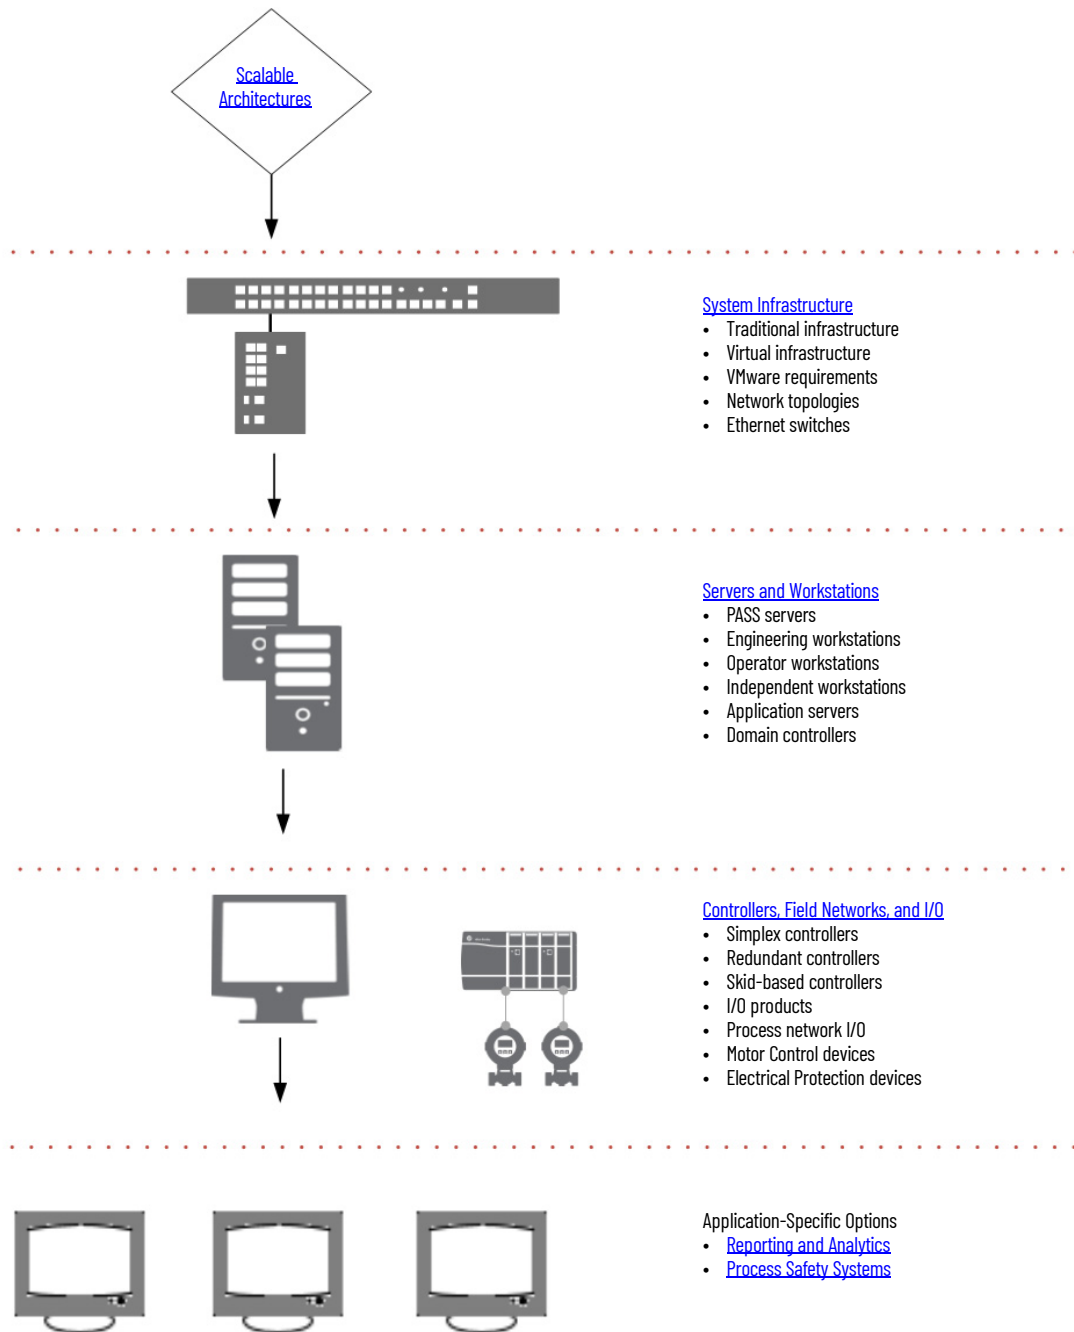 Scalable
Architectures
System Infrastructure
• Traditional infrastructure
• Virtual infrastructure
• VMware requirements
• Network topologies
• Ethernet switches
Servers and Workstations
• PASS servers
• Engineering workstations
• Operator workstations
• Independent workstations
• Application servers
• Domain controllers
Controllers, Field Networks, and I/O
• Simplex controllers
• Redundant controllers
• Skid-based controllers
• I/O products
• Process network I/O
• Motor Control devices
• Electrical Protection devices
Application-Specific Options
• Reporting and Analytics
• Process Safety Systems